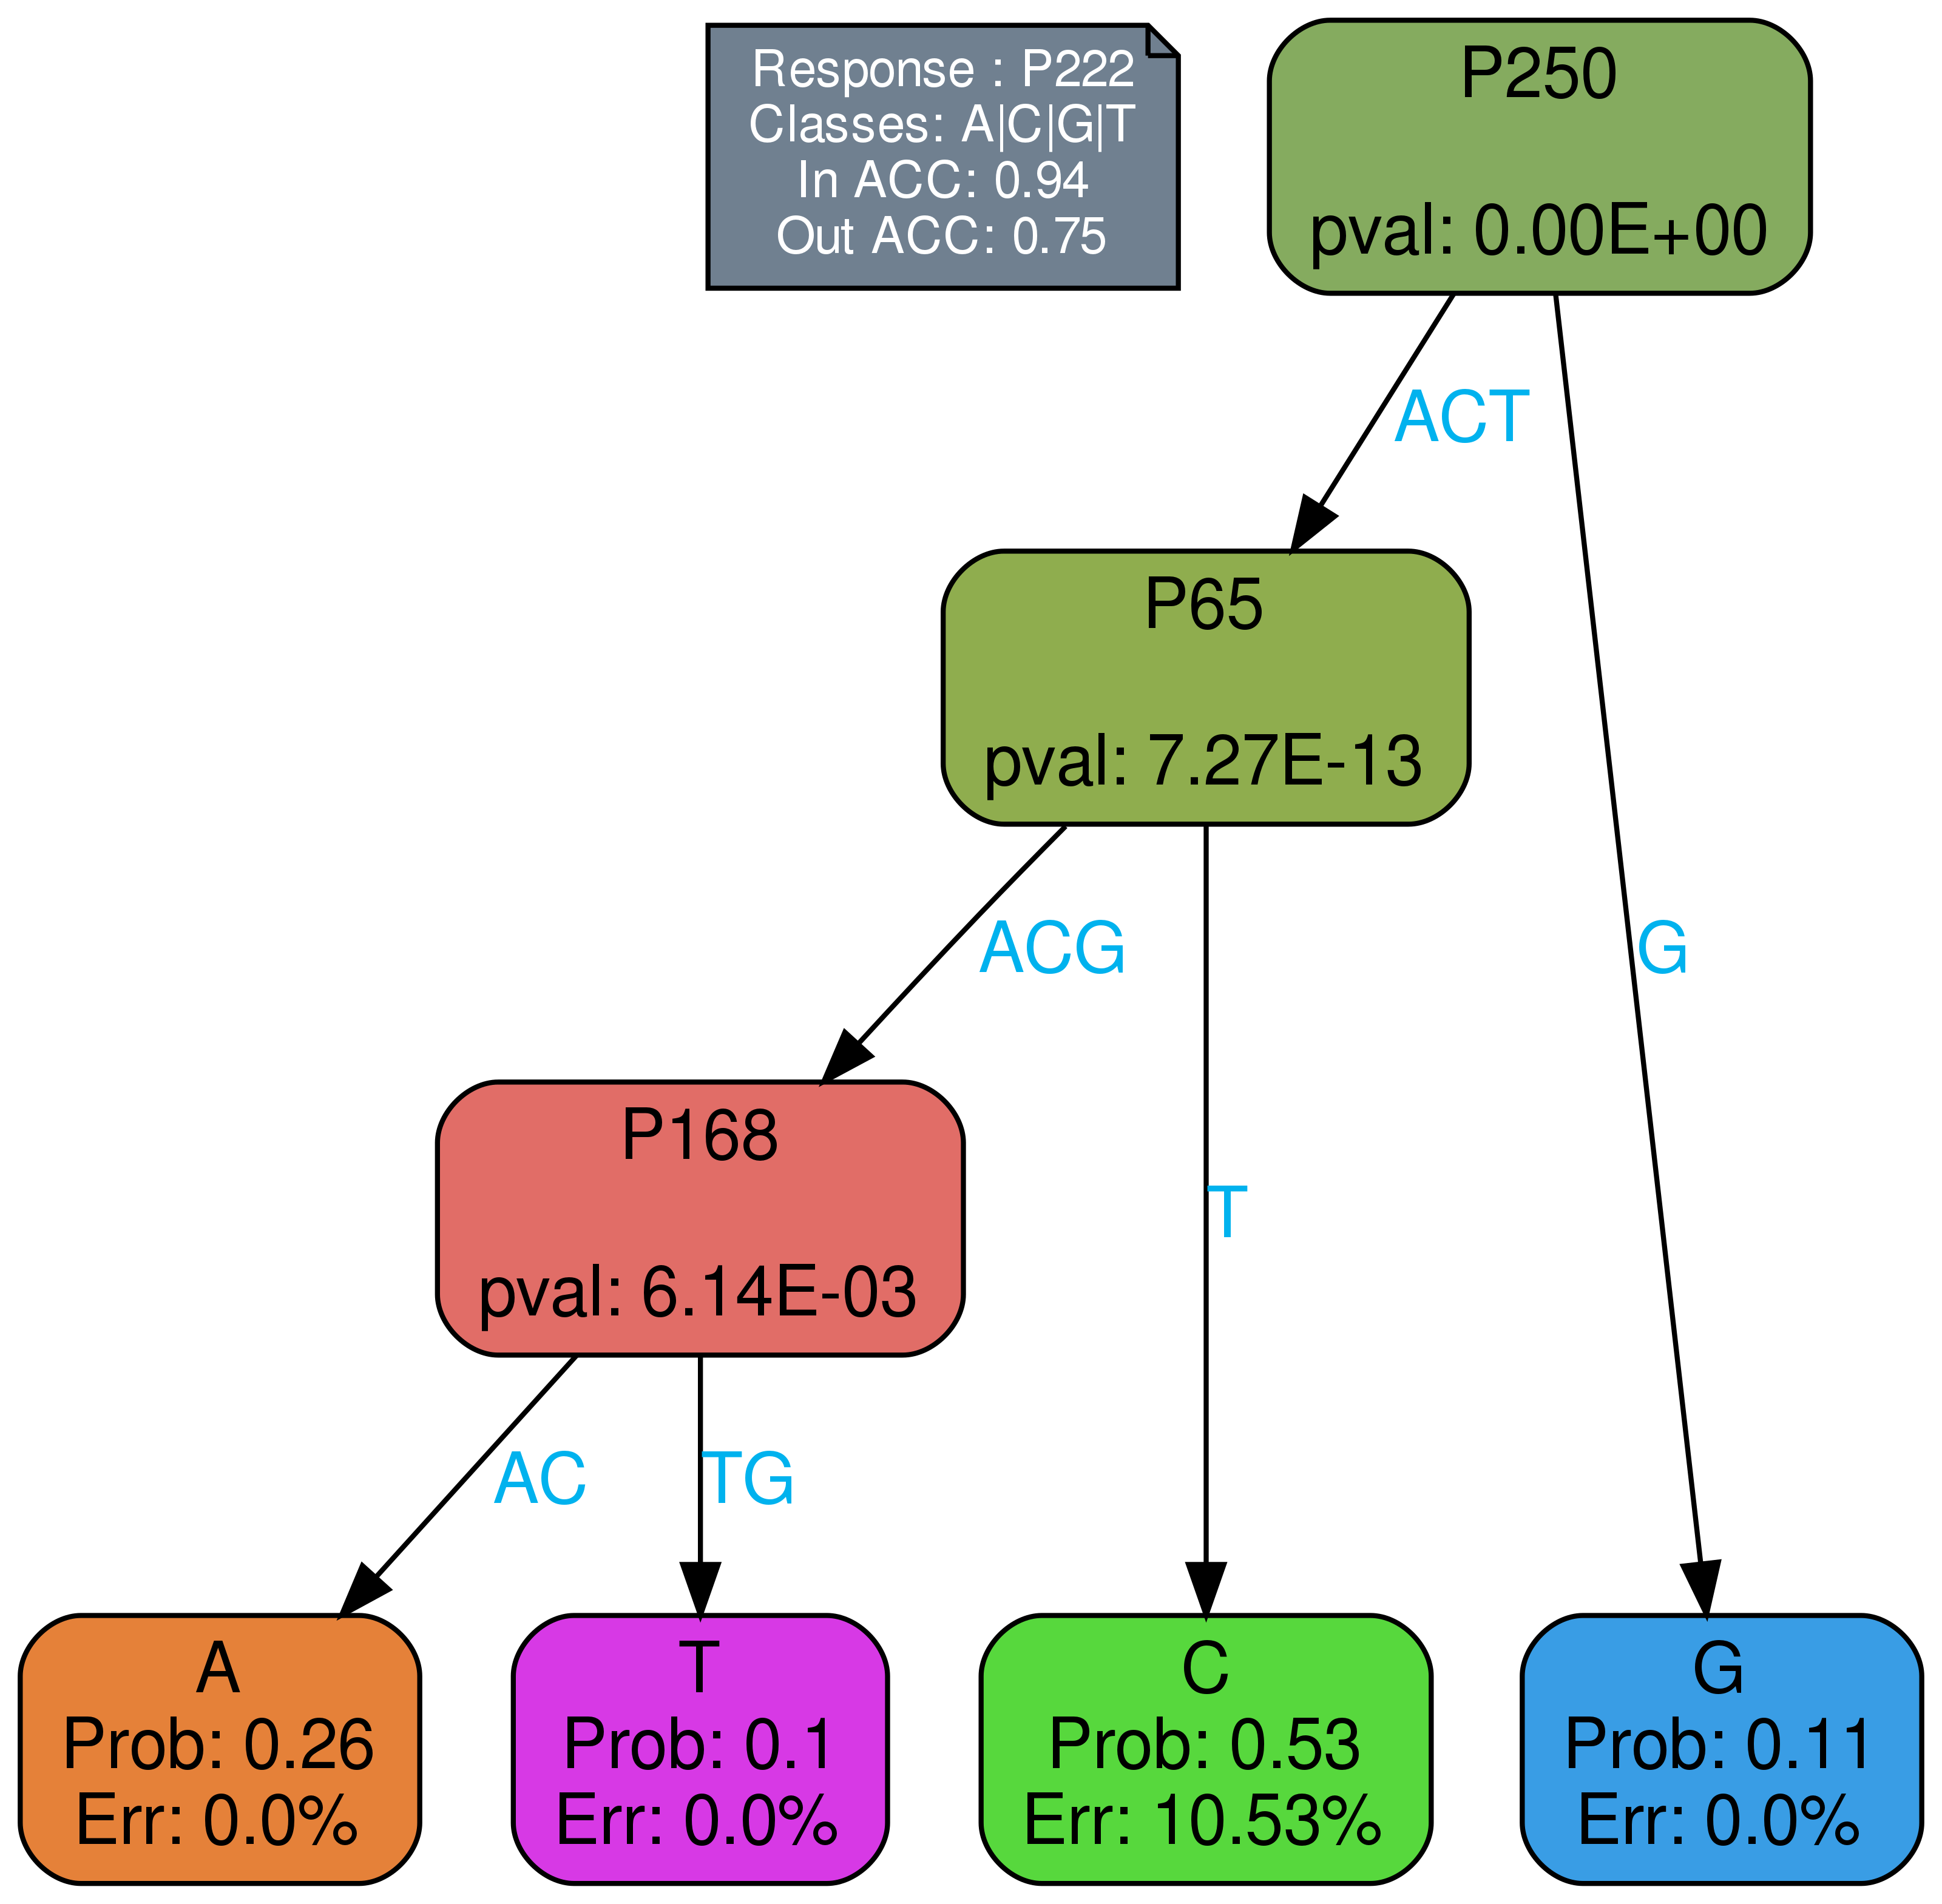 Response : P222
Classes: A|C|G|T
In ACC: 0.94
Out ACC: 0.75
P250
pval: 0.00E+00
ACT
G
P65
pval: 7.27E-13
ACG
T
P168
pval: 6.14E-03
AC
TG
A
Prob: 0.26
Err: 0.0%
T
Prob: 0.1
Err: 0.0%
C
Prob: 0.53
Err: 10.53%
G
Prob: 0.11
Err: 0.0%